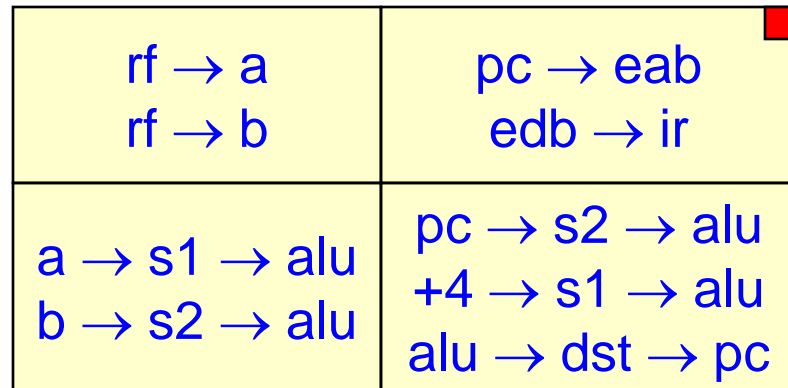 rf → a
rf → b
pc → eab
edb → ir
a → s1 → alu
b → s2 → alu
pc → s2 → alu
+4 → s1 → alu
alu → dst → pc